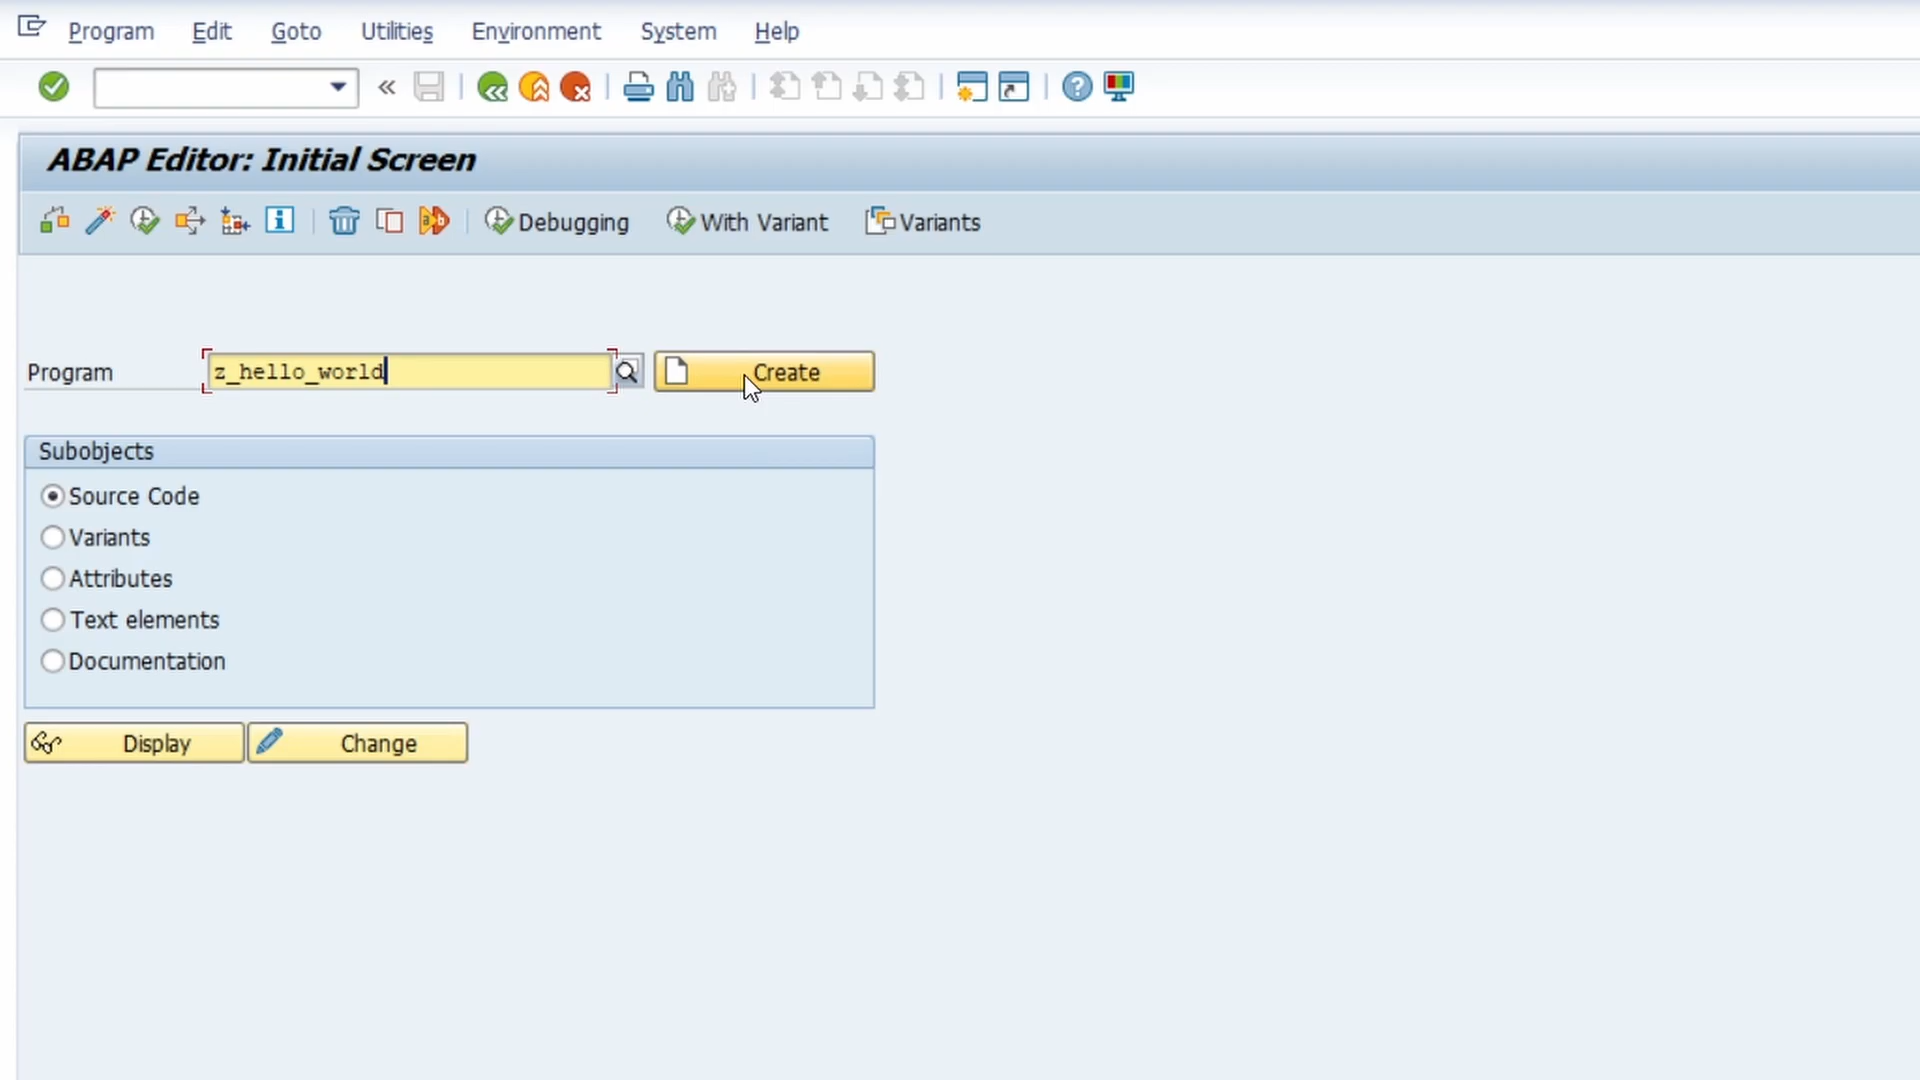 Program Edit Goto Utilities Environment System Help
ABAP Editor: Initial Screen
Debugging With Variant Variants
Program z_hello_world Create
Subobjects
Source Code
Variants
Attributes
Text elements
Documentation
Display Change